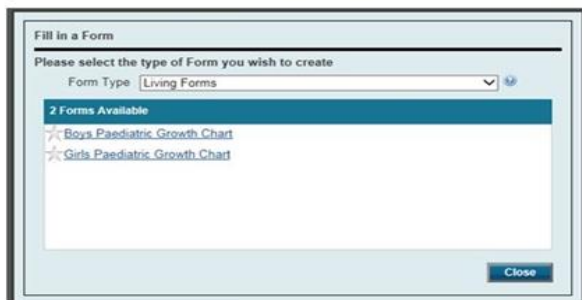 Fill in a Form
Please select the type of Form you wish to create
Form Type Living Forms
2 Forms Available
Boys Paediatric Growth Chart
Girls Paediatric Growth Chart
Close